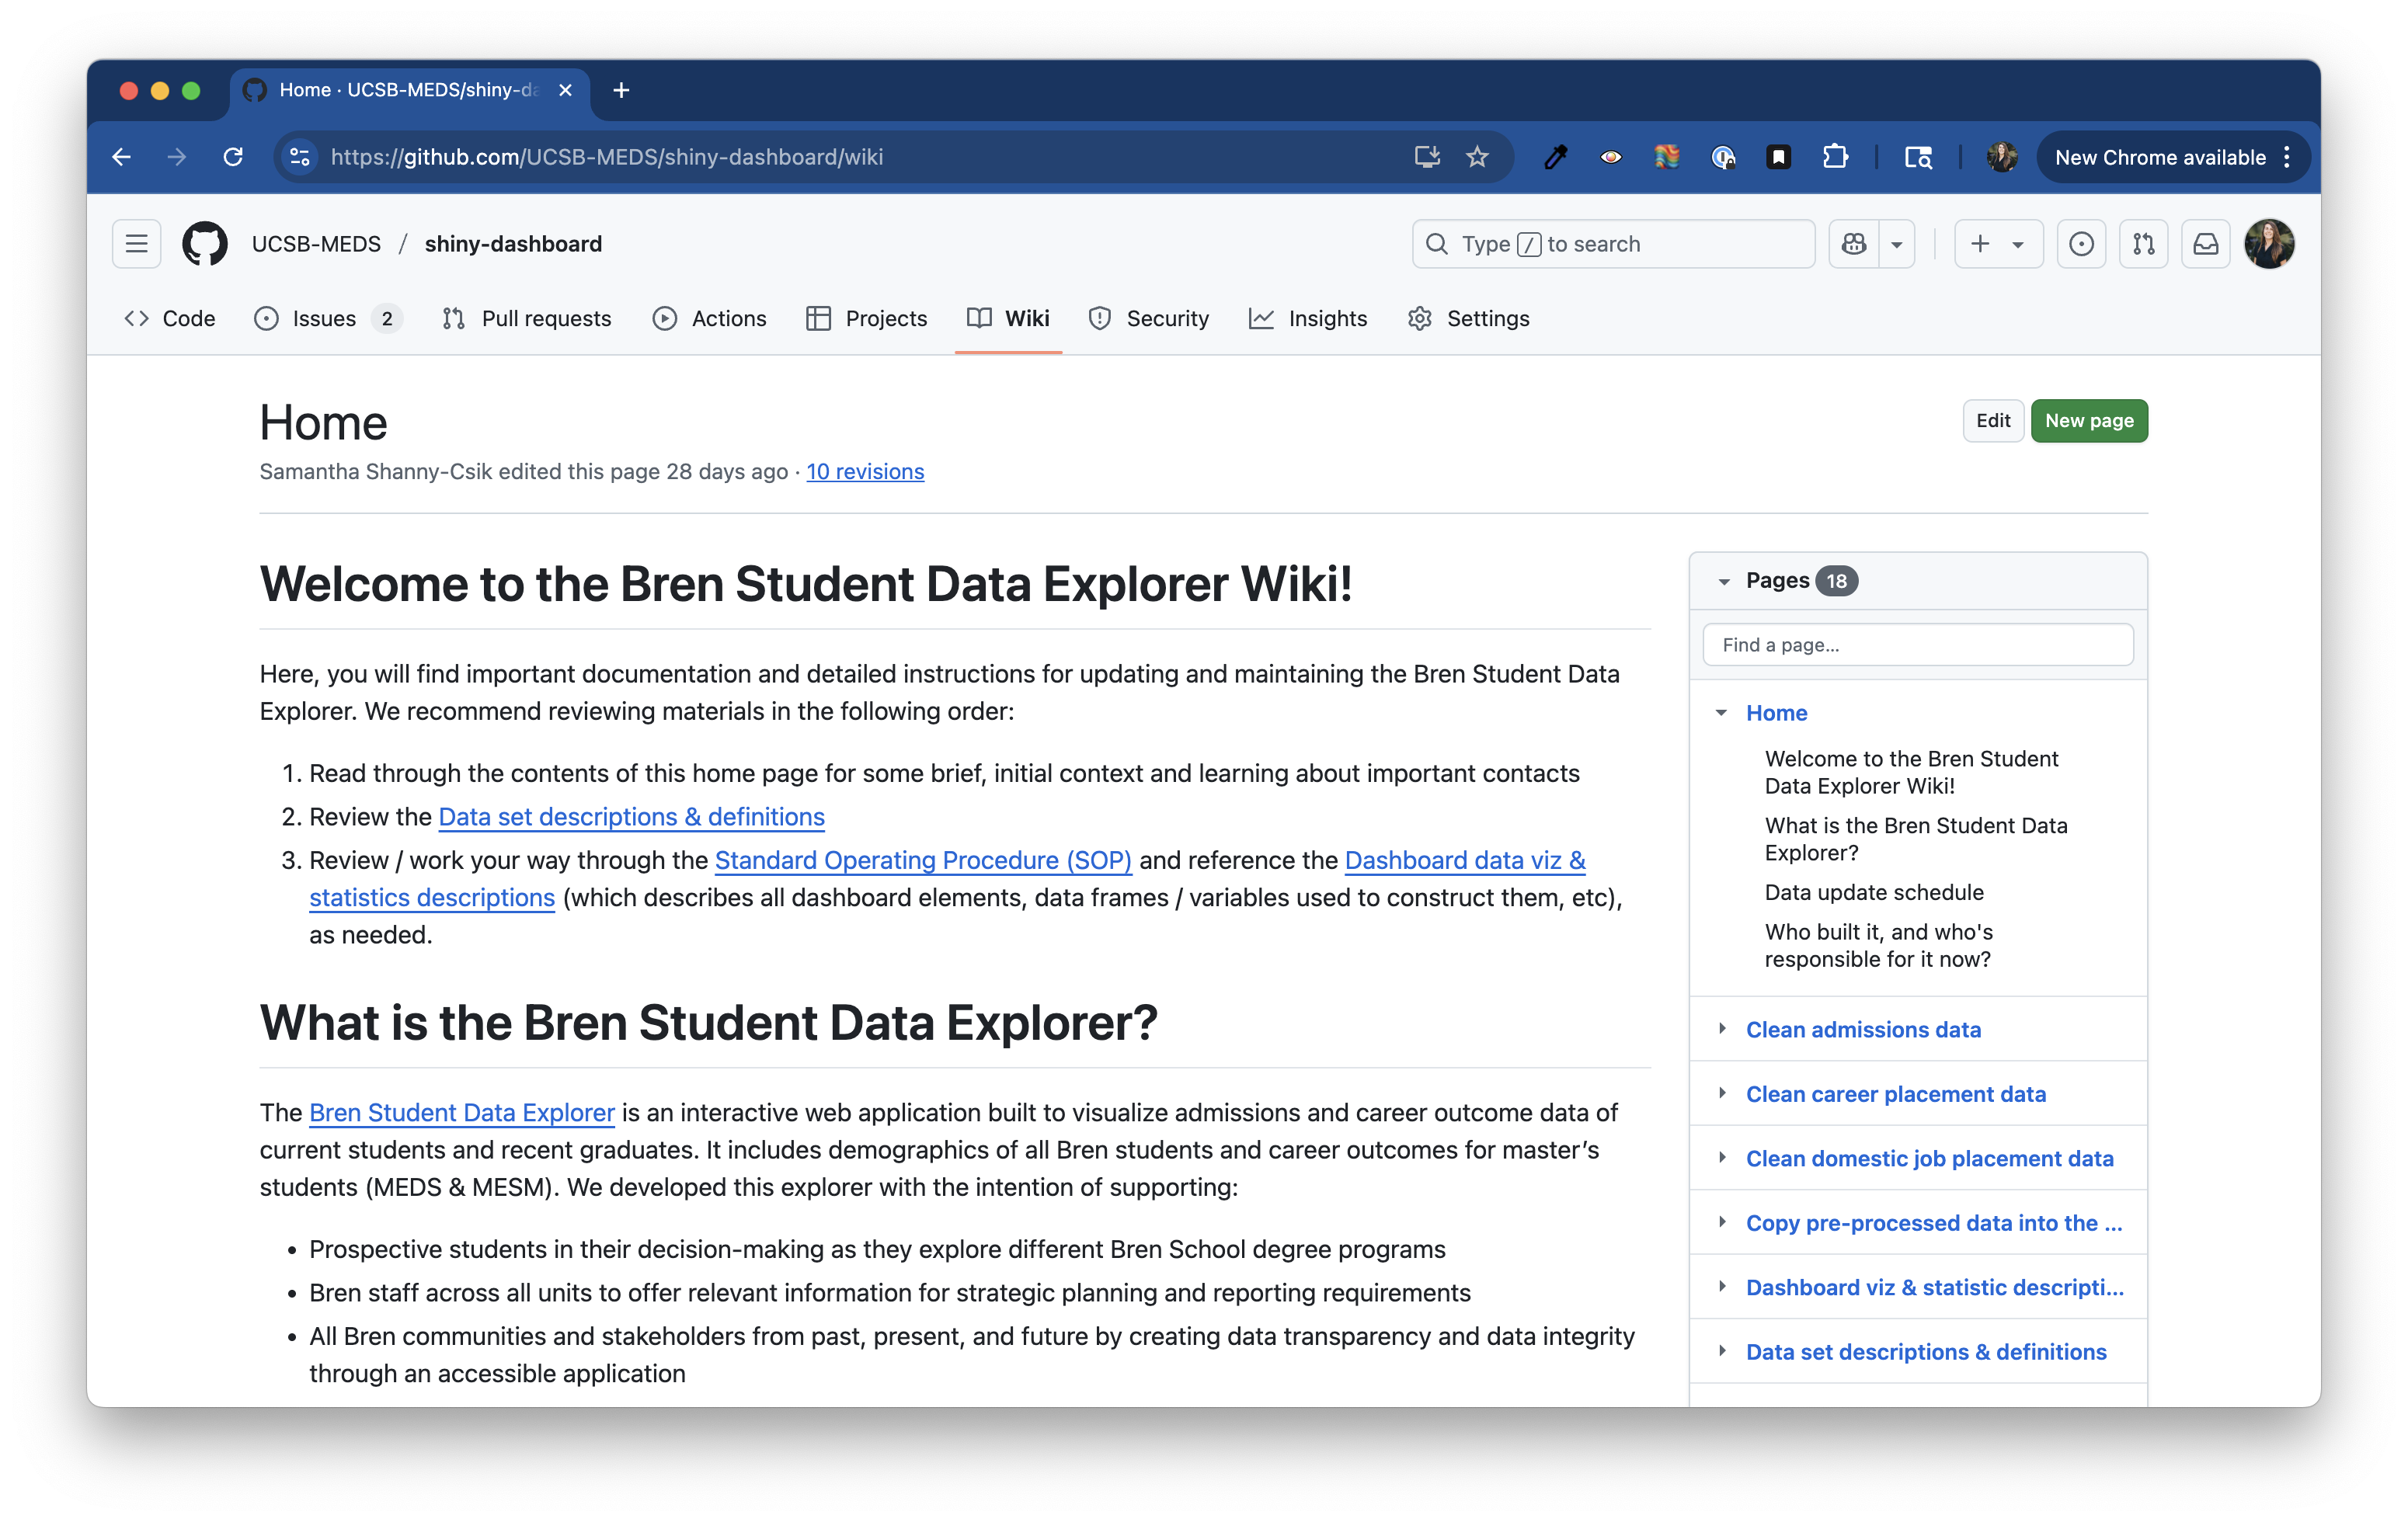 Home · UCSB-MEDS/shiny-da
https://github.com/UCSB-MEDS/shiny-dashboard/wiki
New Chrome available
UCSB-MEDS / shiny-dashboard
Type / to search
Code
Issues 2
Pull requests
Actions
Projects
Wiki
Security
Insights
Settings
Home
Edit
New page
Samantha Shanny-Csik edited this page 28 days ago · 10 revisions
Welcome to the Bren Student Data Explorer Wiki!
Here, you will find important documentation and detailed instructions for updating and maintaining the Bren Student Data
Explorer. We recommend reviewing materials in the following order:
1. Read through the contents of this home page for some brief, initial context and learning about important contacts
2. Review the Data set descriptions & definitions
3. Review / work your way through the Standard Operating Procedure (SOP) and reference the Dashboard data viz &
statistics descriptions (which describes all dashboard elements, data frames / variables used to construct them, etc),
as needed.
What is the Bren Student Data Explorer?
The Bren Student Data Explorer is an interactive web application built to visualize admissions and career outcome data of
current students and recent graduates. It includes demographics of all Bren students and career outcomes for master’s
students (MEDS & MESM). We developed this explorer with the intention of supporting:
• Prospective students in their decision-making as they explore different Bren School degree programs
• Bren staff across all units to offer relevant information for strategic planning and reporting requirements
• All Bren communities and stakeholders from past, present, and future by creating data transparency and data integrity
through an accessible application
Pages 18
Find a page...
Home
Welcome to the Bren Student
Data Explorer Wiki!
What is the Bren Student Data
Explorer?
Data update schedule
Who built it, and who's
responsible for it now?
Clean admissions data
Clean career placement data
Clean domestic job placement data
Copy pre-processed data into the ...
Dashboard viz & statistic descripti...
Data set descriptions & definitions